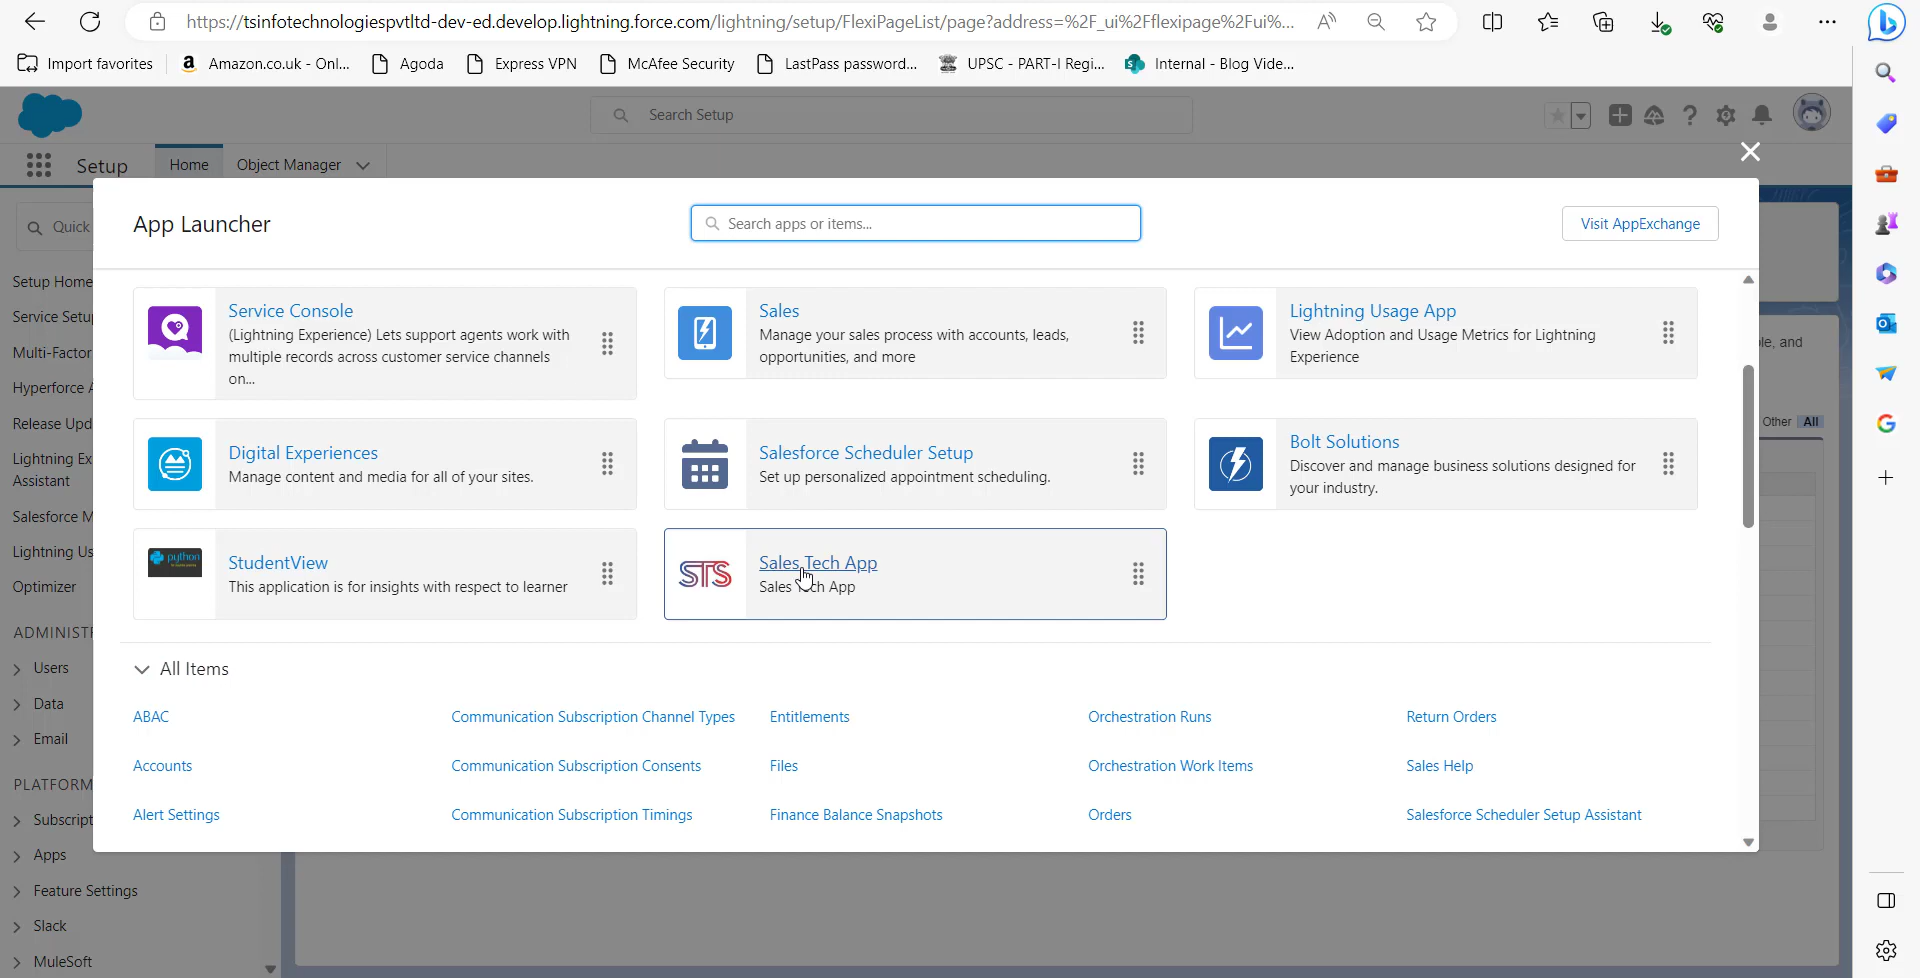 https://tsinfotechnologiespvtltd-dev-ed.develop.lightning.force.com/lightning/setup/FlexiPageList/page?address=%2F_ui%2Fflexipage%2Fui%...
Import favorites
Amazon.co.uk - Onl...
Agoda
Express VPN
McAfee Security
LastPass password...
UPSC - PART-I Regi...
Internal - Blog Vide...
Search Setup
Setup
Home
Object Manager
App Launcher
Search apps or items...
Visit AppExchange
Quick
Setup Home
Service Setu
Multi-Factor
Hyperforce A
Release Upd
Lightning Ex
Assistant
Salesforce M
Lightning Us
Optimizer
ADMINIST
Users
Data
Email
PLATFORM
Subscript
Apps
Feature Settings
Slack
MuleSoft
Service Console
(Lightning Experience) Lets support agents work with
multiple records across customer service channels
on...
Sales
Manage your sales process with accounts, leads,
opportunities, and more
Lightning Usage App
View Adoption and Usage Metrics for Lightning
Experience
le, and
Other All
Digital Experiences
Manage content and media for all of your sites.
Salesforce Scheduler Setup
Set up personalized appointment scheduling.
Bolt Solutions
Discover and manage business solutions designed for
your industry.
python
StudentView
This application is for insights with respect to learner
STS
Sales Tech App
Sales Tech App
All Items
ABAC
Communication Subscription Channel Types
Entitlements
Orchestration Runs
Return Orders
Accounts
Communication Subscription Consents
Files
Orchestration Work Items
Sales Help
Alert Settings
Communication Subscription Timings
Finance Balance Snapshots
Orders
Salesforce Scheduler Setup Assistant